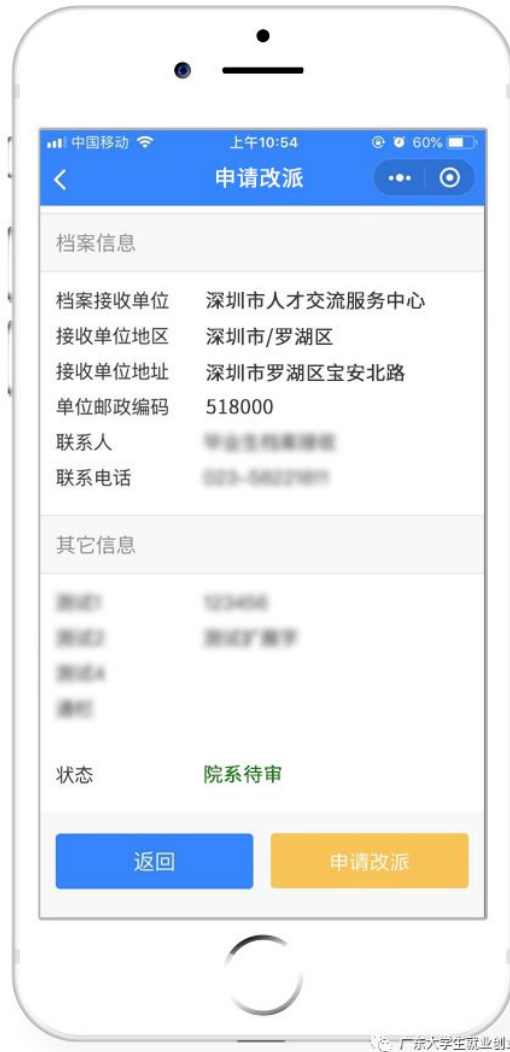 中国移动 上午10:54 60%
申请改派
档案信息
档案接收单位 深圳市人才交流服务中心
接收单位地区 深圳市/罗湖区
接收单位地址 深圳市罗湖区宝安北路
单位邮政编码 518000
联系人
联系电话
其它信息
状态 院系待审
返回 申请改派
广东大学生就业创